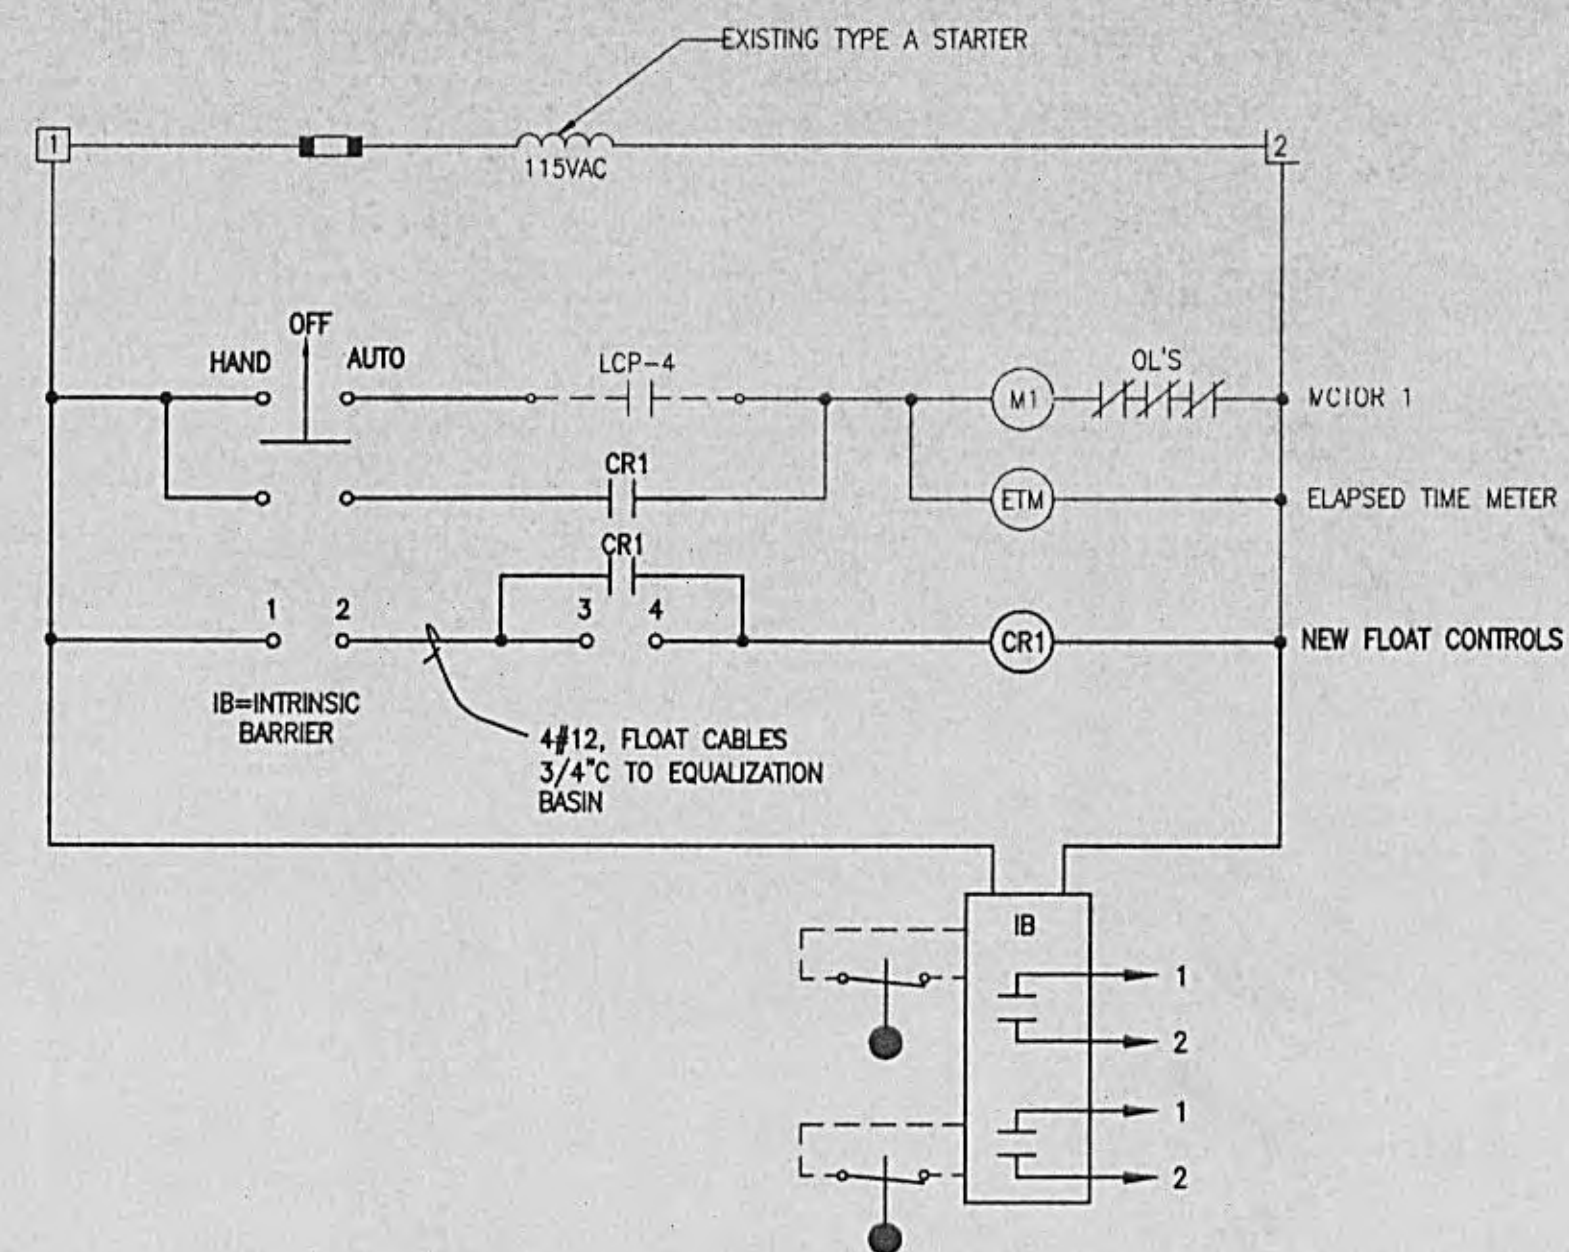 EXISTING TYPE A STARTER
1
2
115VAC
OFF
HAND
AUTO
LCP-4
OL'S
M1
MOTOR 1
CR1
ETM
ELAPSED TIME METER
CR1
1
2
3
4
CR1
NEW FLOAT CONTROLS
IB=INTRINSIC
BARRIER
4#12, FLOAT CABLES
3/4"C TO EQUALIZATION
BASIN
IB
1
2
1
2